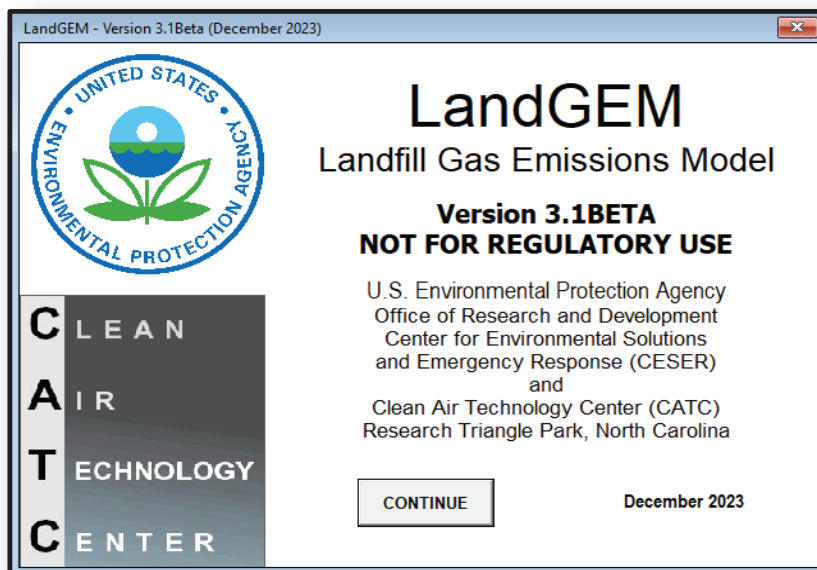 LandGEM - Version 3.1Beta (December 2023)
UNITED STATES
ENVIRONMENTAL PROTECTION AGENCY
LandGEM
Landfill Gas Emissions Model
Version 3.1BETA
NOT FOR REGULATORY USE
U.S. Environmental Protection Agency
Office of Research and Development
Center for Environmental Solutions
and Emergency Response (CESER)
and
Clean Air Technology Center (CATC)
Research Triangle Park, North Carolina
CLEAN
AIR
TECHNOLOGY
CENTER
CONTINUE
December 2023